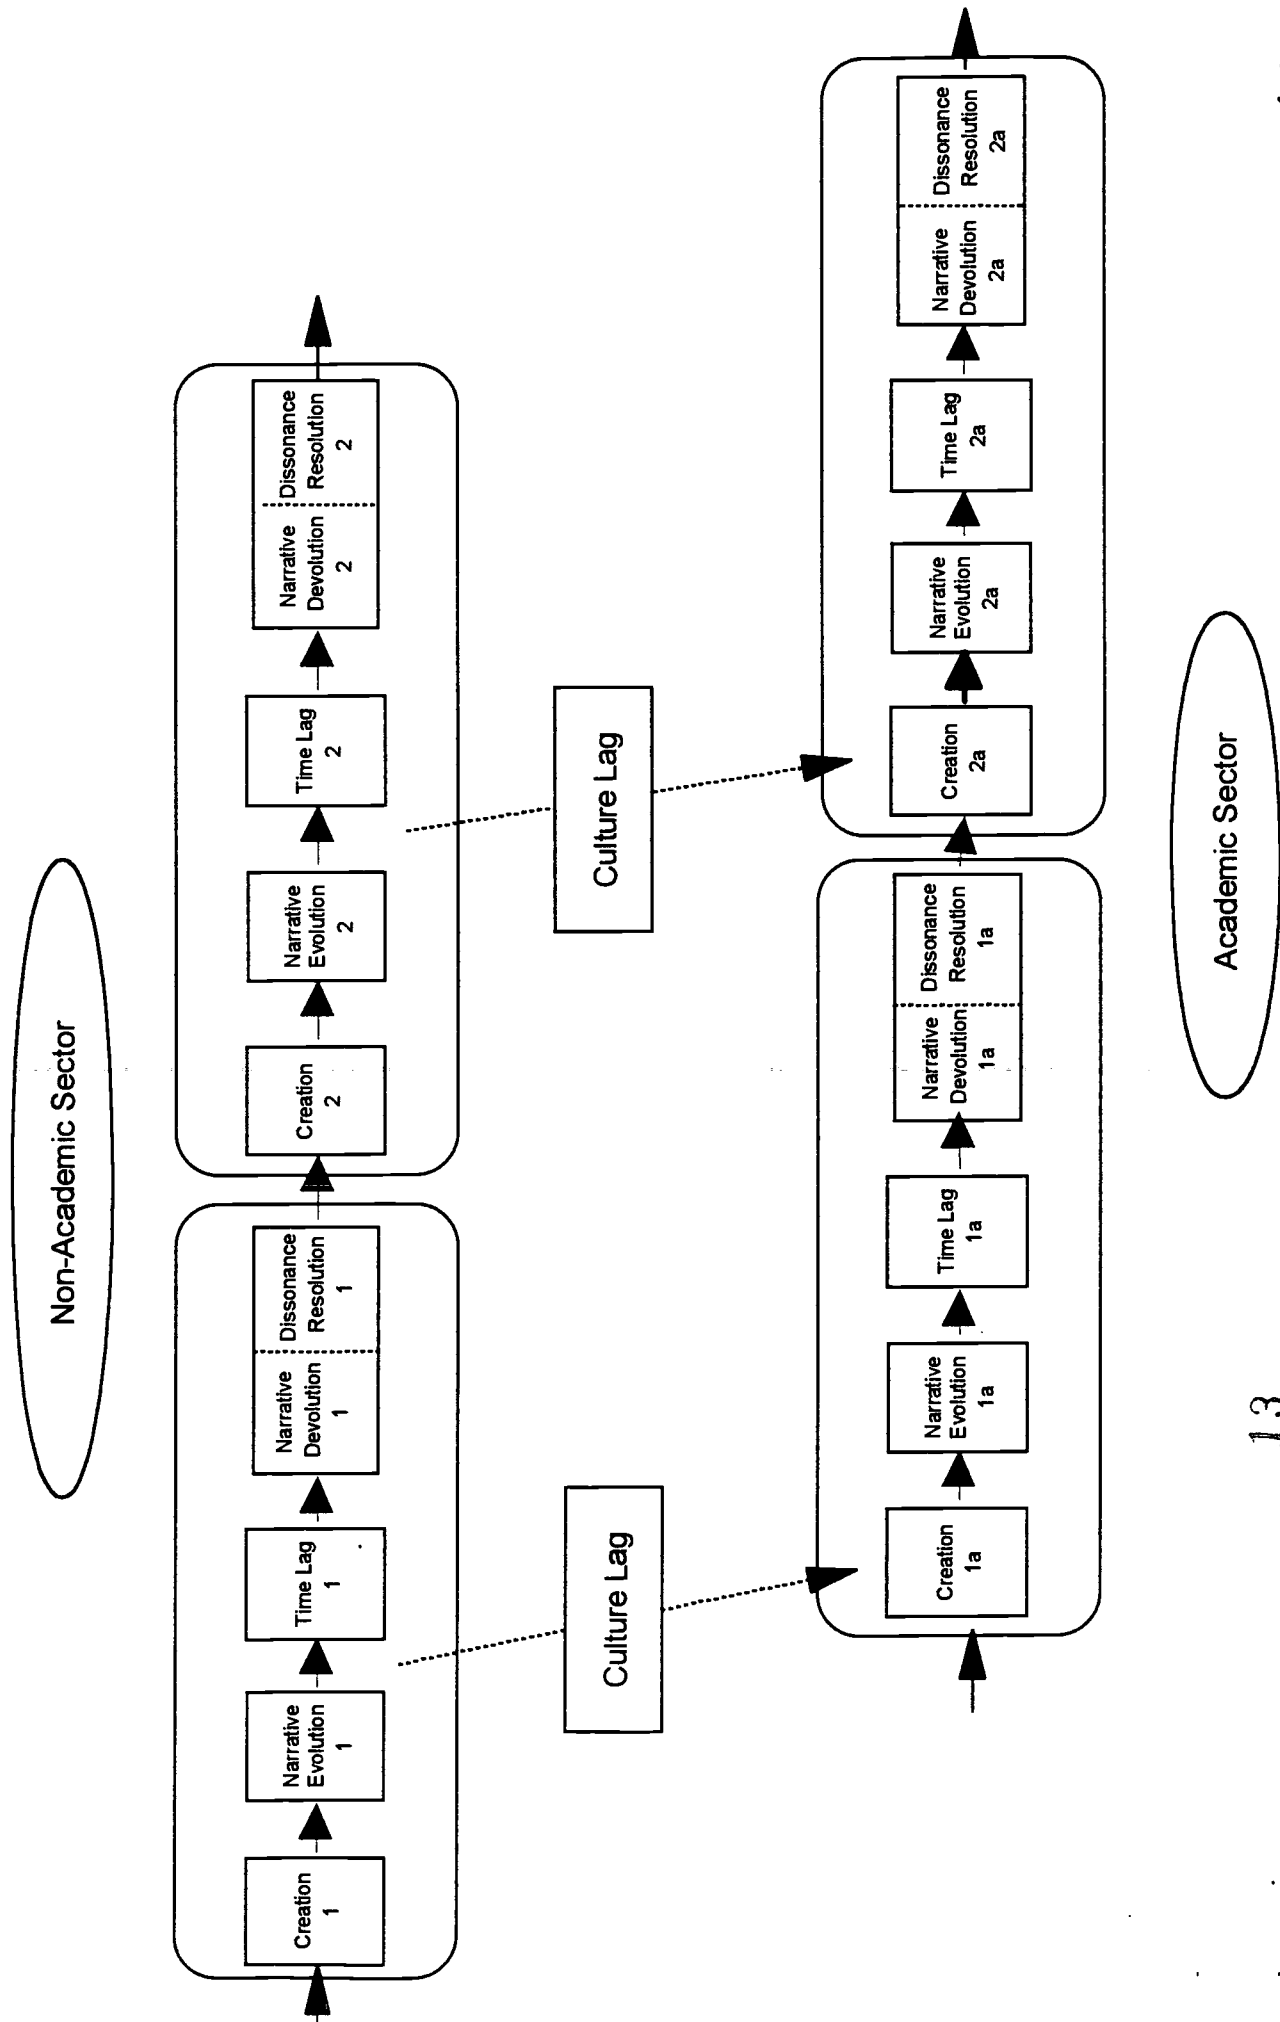 Non-Academic Sector
Creation
1
Narrative
Evolution
1
Time Lag
1
Narrative
Devolution
1
Dissonance
Resolution
1
Creation
2
Narrative
Evolution
2
Time Lag
2
Narrative
Devolution
2
Dissonance
Resolution
2
Culture Lag
Culture Lag
Creation
1a
Narrative
Evolution
1a
Time Lag
1a
Narrative
Devolution
1a
Dissonance
Resolution
1a
Creation
2a
Narrative
Evolution
2a
Time Lag
2a
Narrative
Devolution
2a
Dissonance
Resolution
2a
Academic Sector
13